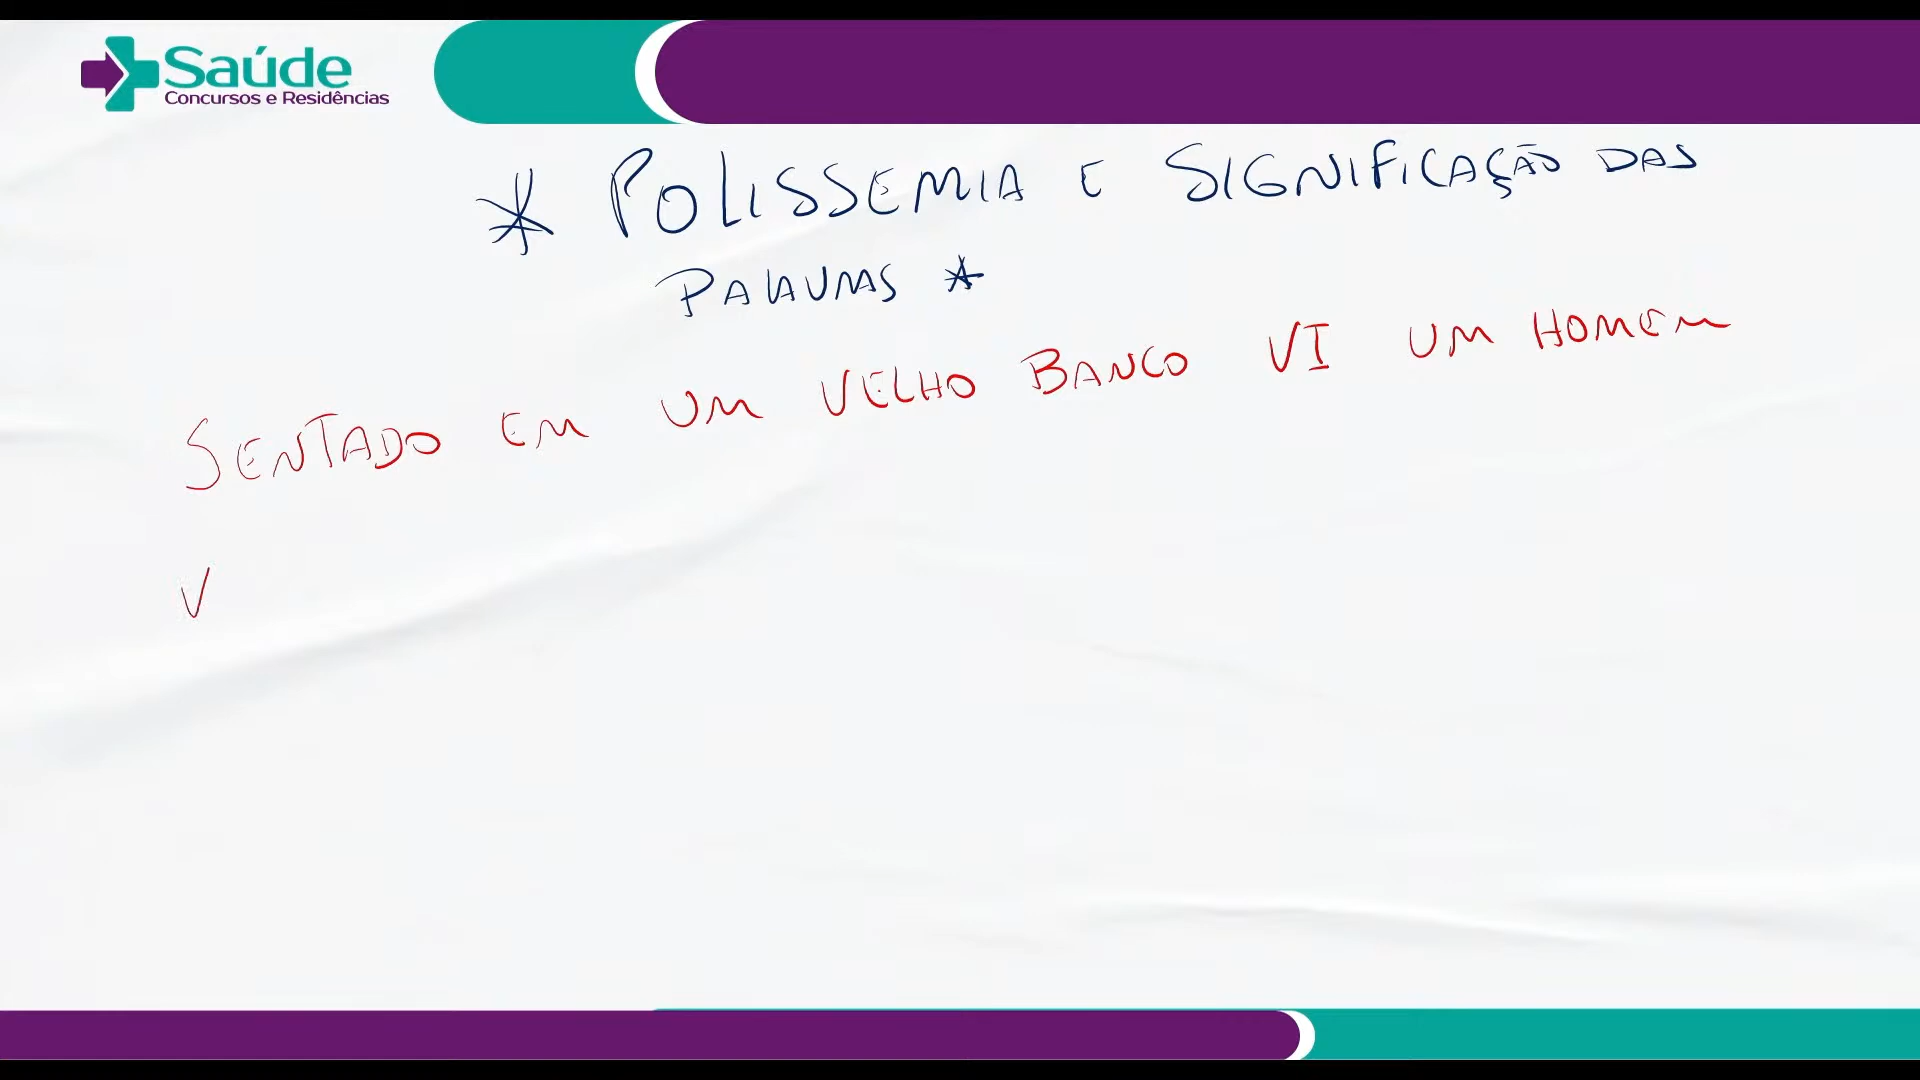 Saúde
Concursos e Residências
* POLISSEMIA E SIGNIFICAÇÃO DAS
PALAVRAS *
SENTADO EM UM VELHO BANCO VI UM HOMEM
V